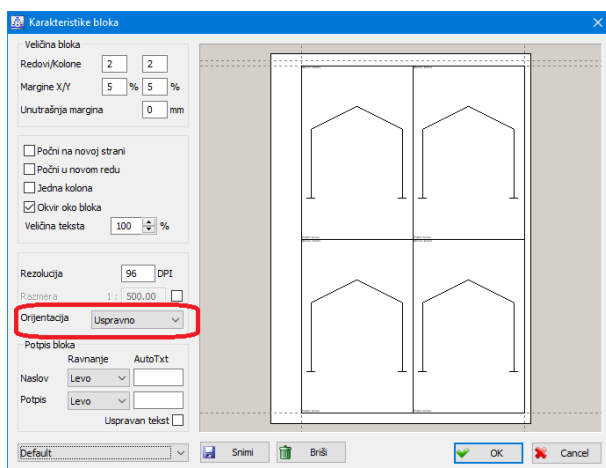 Karakteristike bloka
Veličina bloka
Redovi/Kolone 2 2
Margine X/Y 5 % 5 %
Unutrašnja margina 0 mm
Počni na novoj strani
Počni u novom redu
Jedna kolona
Okvir oko bloka
Veličina teksta 100 %
Rezolucija 96 DPI
Razmera 1 : 500.00
Orijentacija Uspravno
Potpis bloka
Ravnanje AutoTxt
Naslov Levo
Potpis Levo
Uspravan tekst
Default Snimi Briši OK Cancel